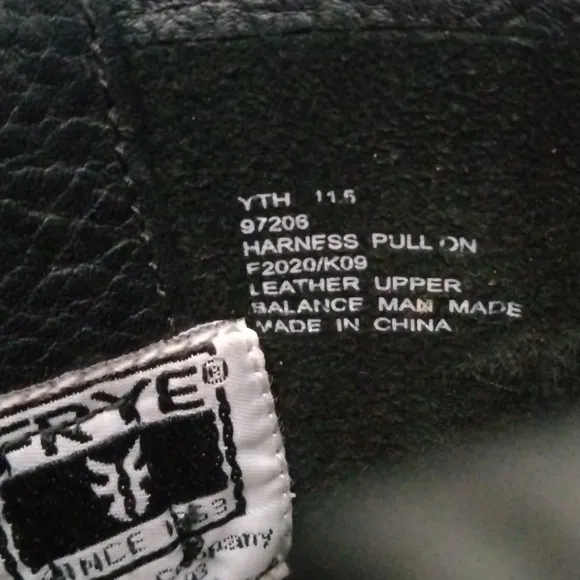 YTH 11.5
97206
HARNESS PULL ON
F2020/K09
LEATHER UPPER
BALANCE MAN MADE
MADE IN CHINA
FRYE®
SINCE 1863
Company